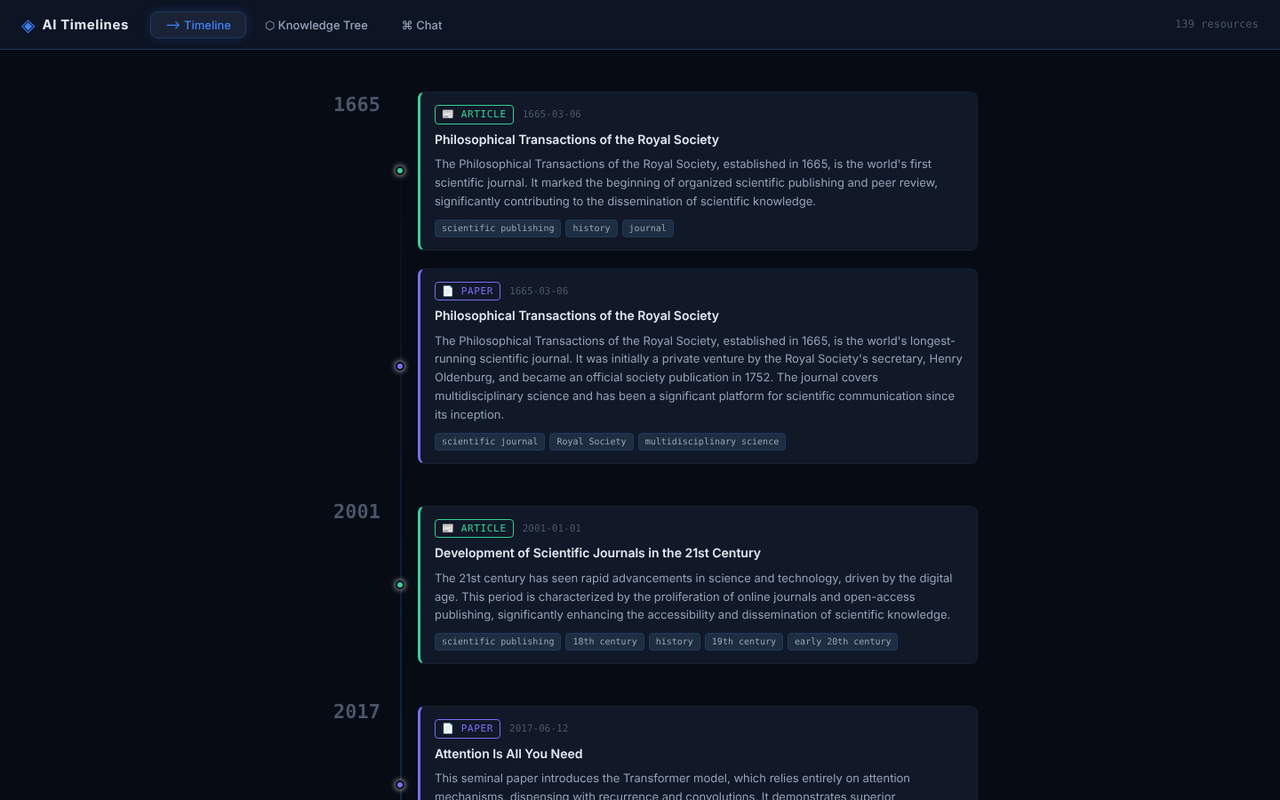 ◈ AI Timelines
⟶ Timeline
⬡ Knowledge Tree
⌘ Chat
139 resources
1665
📰 ARTICLE 1665-03-06
Philosophical Transactions of the Royal Society
The Philosophical Transactions of the Royal Society, established in 1665, is the world's first
scientific journal. It marked the beginning of organized scientific publishing and peer review,
significantly contributing to the dissemination of scientific knowledge.
scientific publishing history journal
📄 PAPER 1665-03-06
Philosophical Transactions of the Royal Society
The Philosophical Transactions of the Royal Society, established in 1665, is the world's longest-
running scientific journal. It was initially a private venture by the Royal Society's secretary, Henry
Oldenburg, and became an official society publication in 1752. The journal covers
multidisciplinary science and has been a significant platform for scientific communication since
its inception.
scientific journal Royal Society multidisciplinary science
2001
📰 ARTICLE 2001-01-01
Development of Scientific Journals in the 21st Century
The 21st century has seen rapid advancements in science and technology, driven by the digital
age. This period is characterized by the proliferation of online journals and open-access
publishing, significantly enhancing the accessibility and dissemination of scientific knowledge.
scientific publishing 18th century history 19th century early 20th century
2017
📄 PAPER 2017-06-12
Attention Is All You Need
This seminal paper introduces the Transformer model, which relies entirely on attention
mechanisms, dispensing with recurrence and convolutions. It demonstrates superior